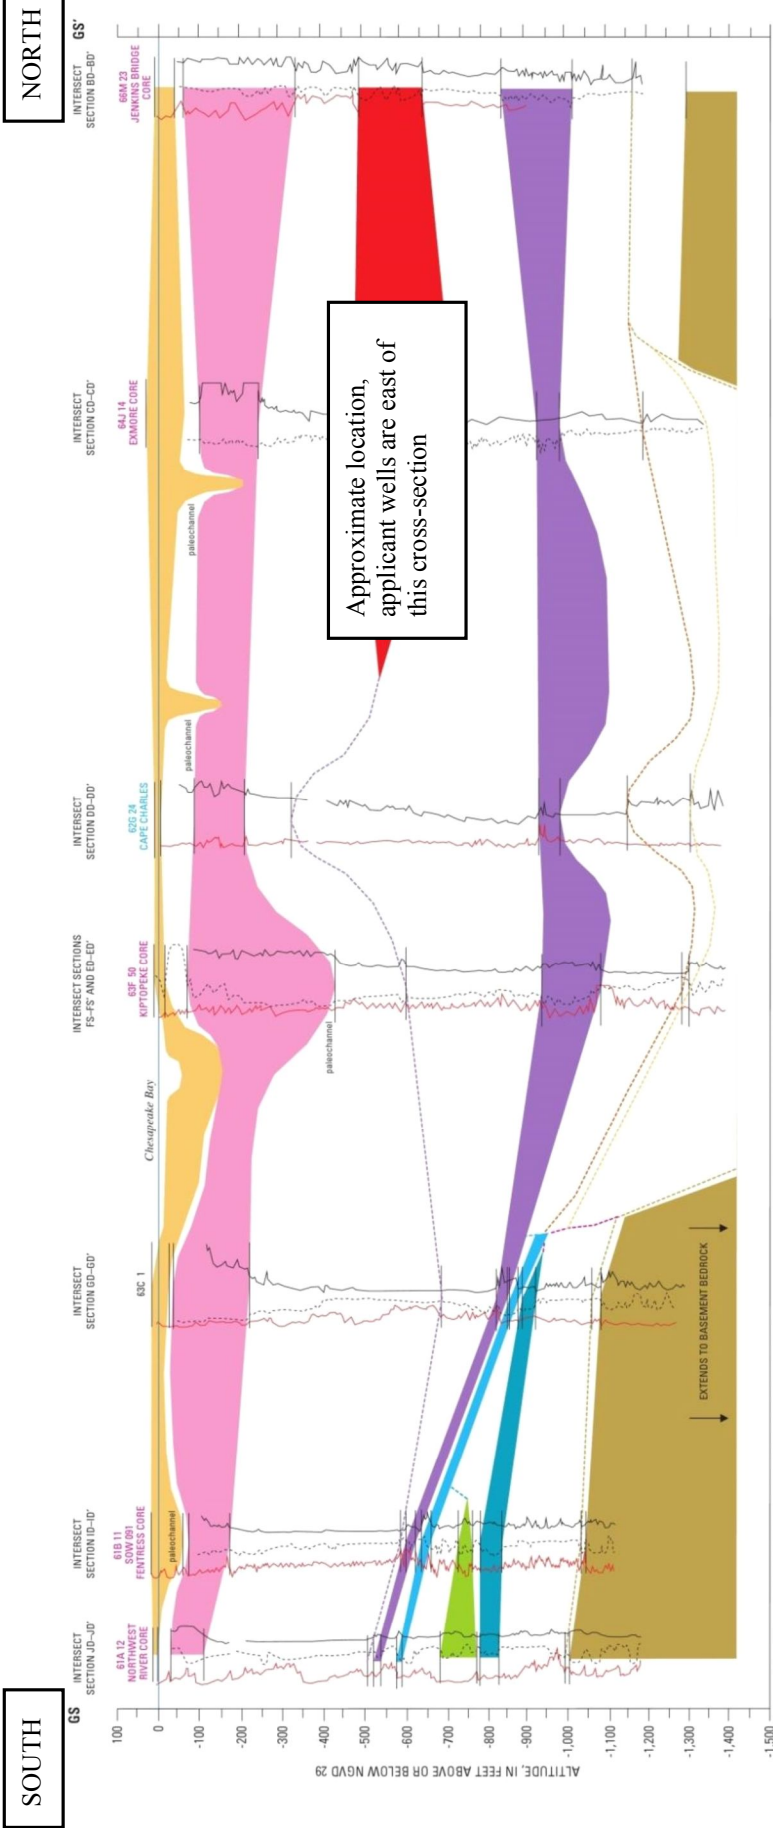 SOUTH
NORTH
GS
GS'
INTERSECT
SECTION JD–JD'
61A 12
NORTHWEST
RIVER CORE
INTERSECT
SECTION ID–ID'
61B 11
SOW 091
FENTRESS CORE
INTERSECT
SECTION GD–GD'
63C 1
INTERSECT SECTIONS
FS–FS' AND ED–ED'
63F 50
KIPTOPEKE CORE
INTERSECT
SECTION DD–DD'
62G 24
CAPE CHARLES
INTERSECT
SECTION CD–CD'
64J 14
EXMORE CORE
INTERSECT
SECTION BD–BD'
66M 23
JENKINS BRIDGE
CORE
Chesapeake Bay
paleochannel
paleochannel
paleochannel
paleochannel
Approximate location,
applicant wells are east of
this cross-section
EXTENDS TO BASEMENT BEDROCK
ALTITUDE, IN FEET ABOVE OR BELOW NGVD 29
100
0
-100
-200
-300
-400
-500
-600
-700
-800
-900
-1,000
-1,100
-1,200
-1,300
-1,400
-1,500